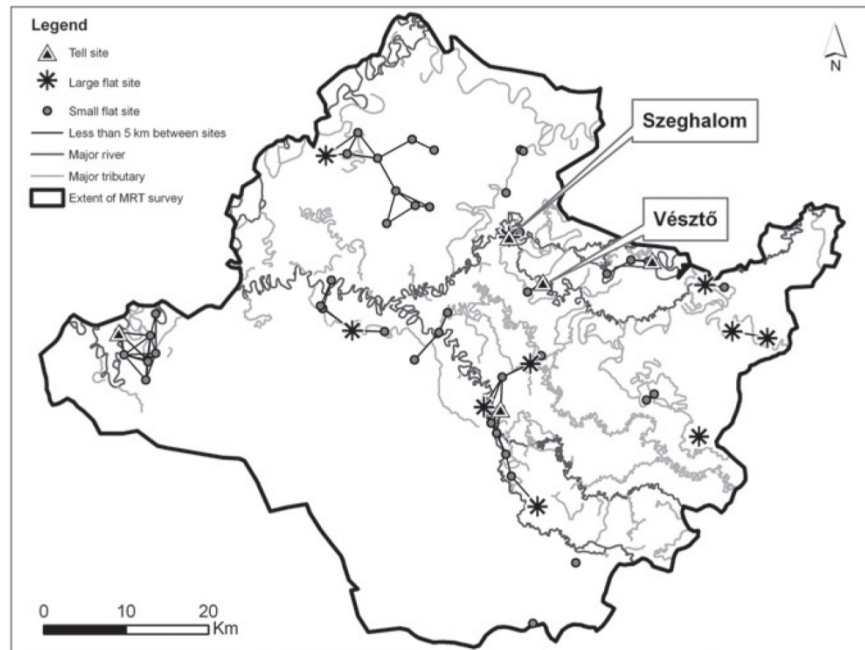 Legend
Tell site
Large flat site
Small flat site
Less than 5 km between sites
Major river
Major tributary
Extent of MRT survey
N
Szeghalom
Vésztő
0 10 20
Km